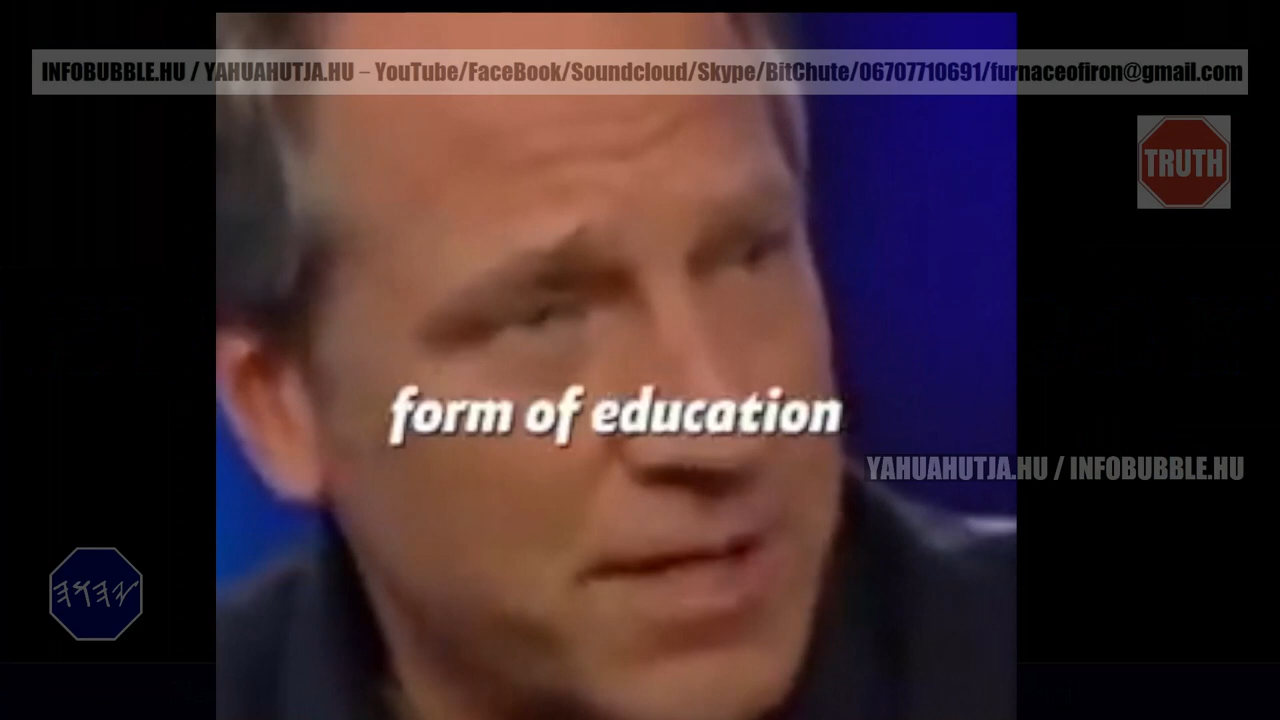 INFOBUBBLE.HU / YAHUAHUTJA.HU – YouTube/FaceBook/Soundcloud/Skype/BitChute/06707710691/furnaceofiron@gmail.com
TRUTH
form of education
YAHUAHUTJA.HU / INFOBUBBLE.HU
𐤉𐤄𐤅𐤄